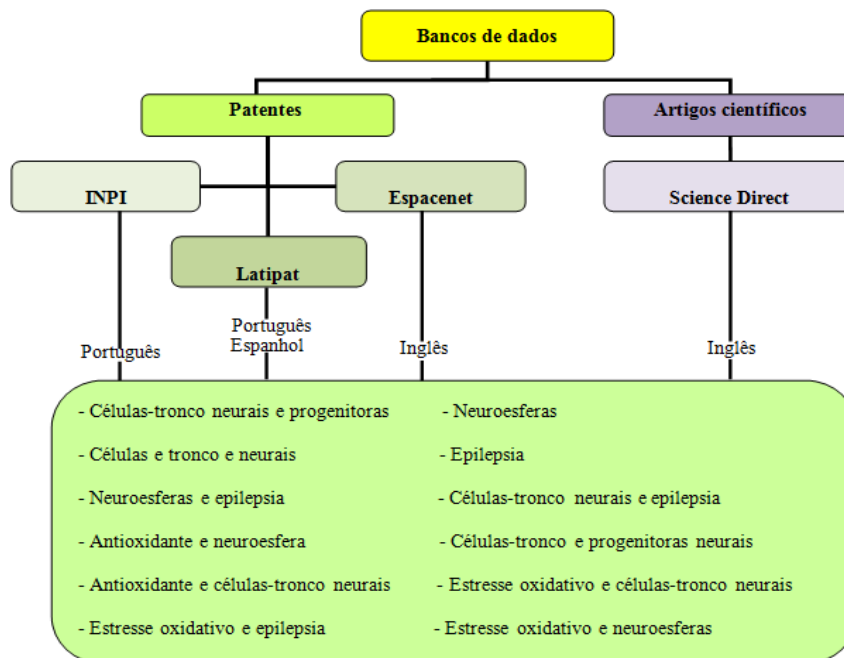 Bancos de dados
Patentes
Artigos científicos
INPI
Espacenet
Science Direct
Latipat
Português
Português
Espanhol
Inglês
Inglês
- Células-tronco neurais e progenitoras
- Células e tronco e neurais
- Neuroesferas e epilepsia
- Antioxidante e neuroesfera
- Antioxidante e células-tronco neurais
- Estresse oxidativo e epilepsia
- Neuroesferas
- Epilepsia
- Células-tronco neurais e epilepsia
- Células-tronco e progenitoras neurais
- Estresse oxidativo e células-tronco neurais
- Estresse oxidativo e neuroesferas